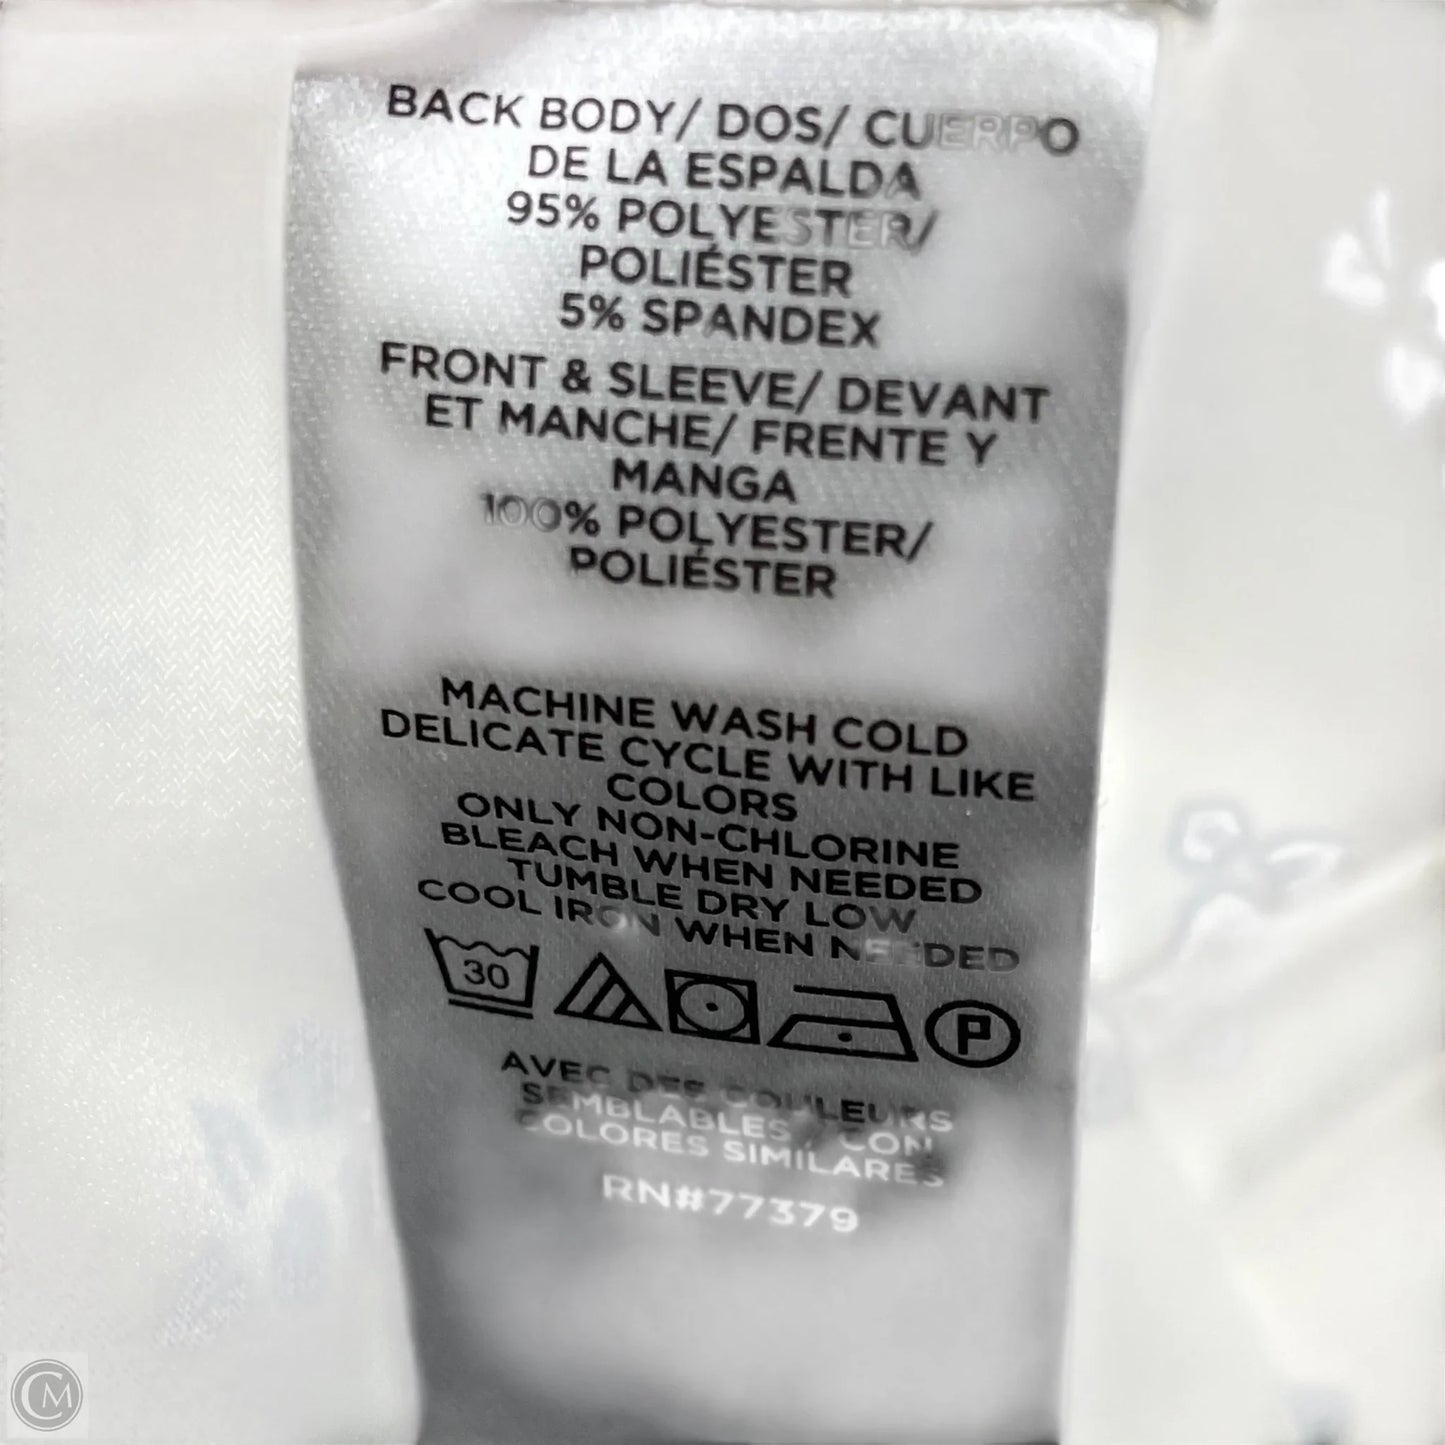 BACK BODY/ DOS/ CUERPO
DE LA ESPALDA
95% POLYESTER/
POLIÉSTER
5% SPANDEX
FRONT & SLEEVE/ DEVANT
ET MANCHE/ FRENTE Y
MANGA
100% POLYESTER/
POLIÉSTER
MACHINE WASH COLD
DELICATE CYCLE WITH LIKE
COLORS
ONLY NON-CHLORINE
BLEACH WHEN NEEDED
TUMBLE DRY LOW
COOL IRON WHEN NEEDED
30 P
AVEC DES COULEURS
SEMBLABLES / CON
COLORES SIMILARES
RN#77379
CM